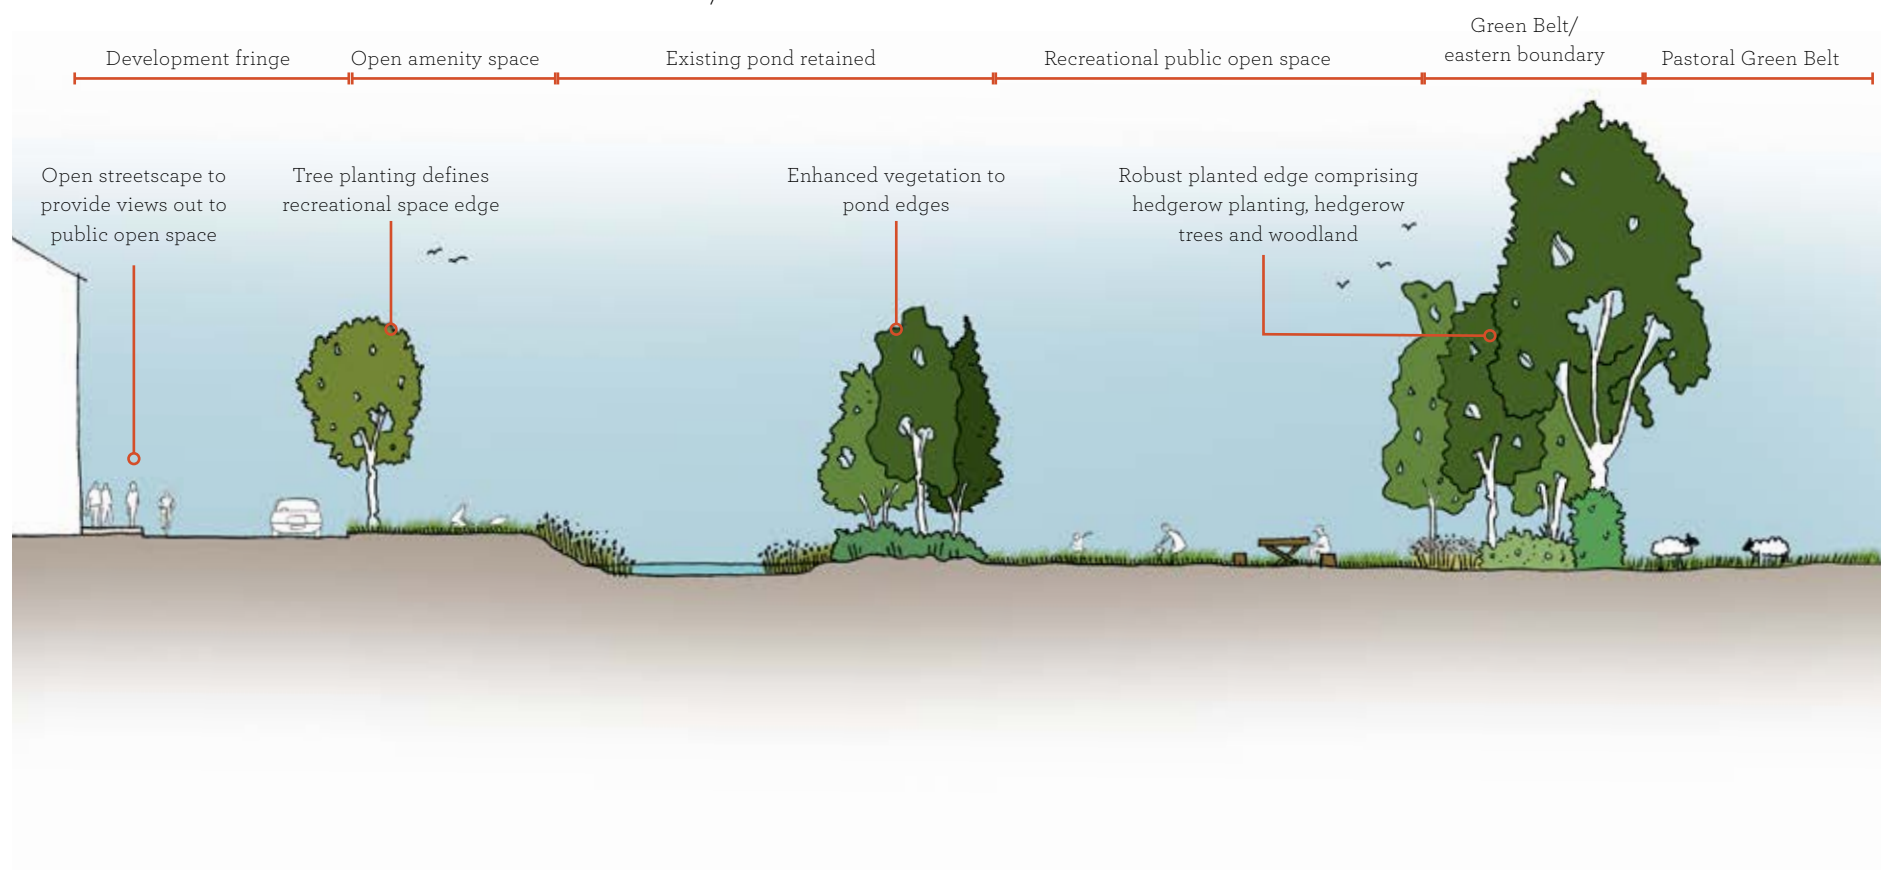 Development fringe
Open amenity space
Existing pond retained
Recreational public open space
Green Belt/
eastern boundary
Pastoral Green Belt
Open streetscape to
provide views out to
public open space
Tree planting defines
recreational space edge
Enhanced vegetation to
pond edges
Robust planted edge comprising
hedgerow planting, hedgerow
trees and woodland